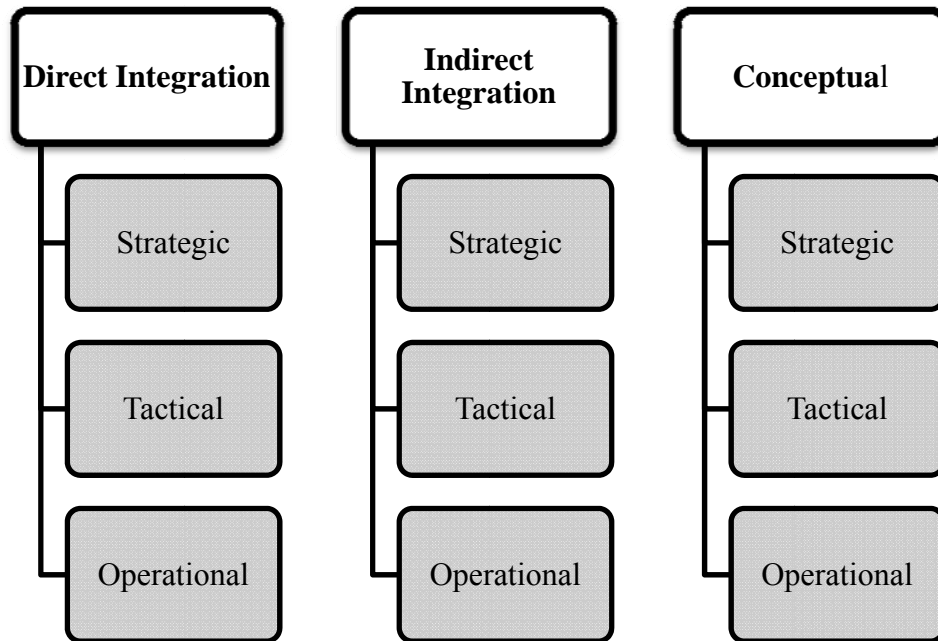 Direct Integration
Strategic
Tactical
Operational
Indirect
Integration
Strategic
Tactical
Operational
Conceptual
Strategic
Tactical
Operational